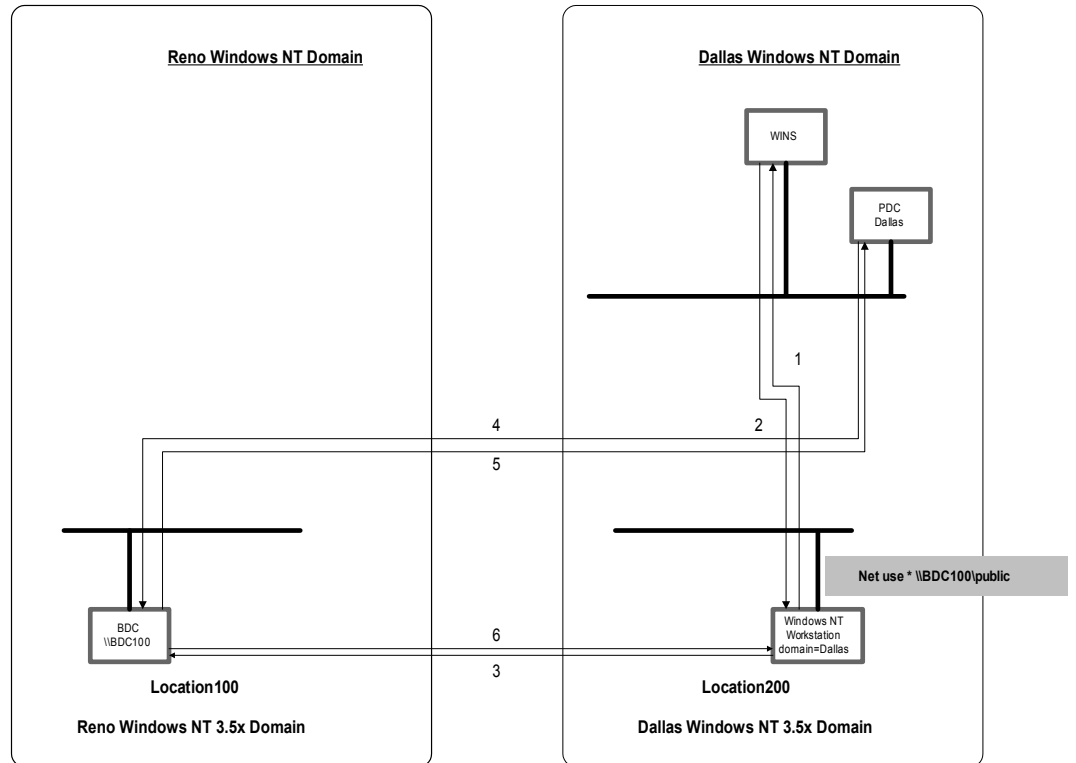 Reno Windows NT Domain
Dallas Windows NT Domain
WINS
PDC
Dallas
1
4
2
5
Net use * \\BDC100\public
BDC
\\BDC100
6
3
Windows NT
Workstation
domain=Dallas
Location100
Location200
Reno Windows NT 3.5x Domain
Dallas Windows NT 3.5x Domain